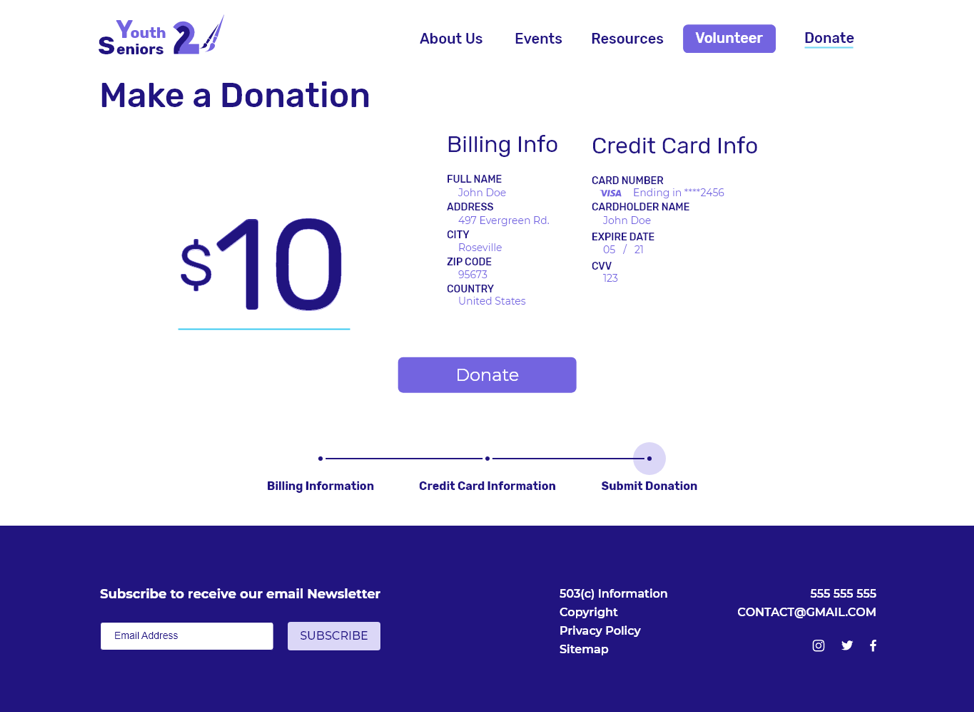 Youth
Seniors 2
About Us Events Resources Volunteer Donate
Make a Donation
$10
Billing Info
FULL NAME
John Doe
ADDRESS
497 Evergreen Rd.
CITY
Roseville
ZIP CODE
95673
COUNTRY
United States
Credit Card Info
CARD NUMBER
VISA Ending in ****2456
CARDHOLDER NAME
John Doe
EXPIRE DATE
05 / 21
CVV
123
Donate
Billing Information Credit Card Information Submit Donation
Subscribe to receive our email Newsletter
Email Address SUBSCRIBE
503(c) Information
Copyright
Privacy Policy
Sitemap
555 555 555
CONTACT@GMAIL.COM